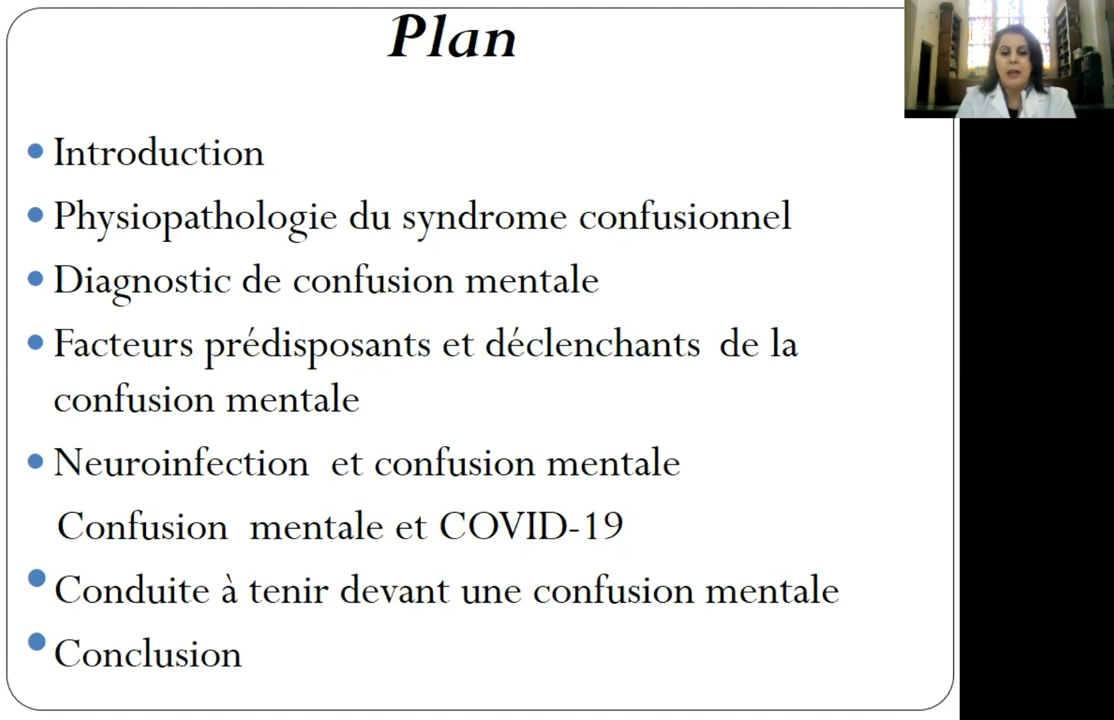 Plan
• Introduction
• Physiopathologie du syndrome confusionnel
• Diagnostic de confusion mentale
• Facteurs prédisposants et déclenchants de la
confusion mentale
• Neuroinfection et confusion mentale
Confusion mentale et COVID-19
• Conduite à tenir devant une confusion mentale
• Conclusion